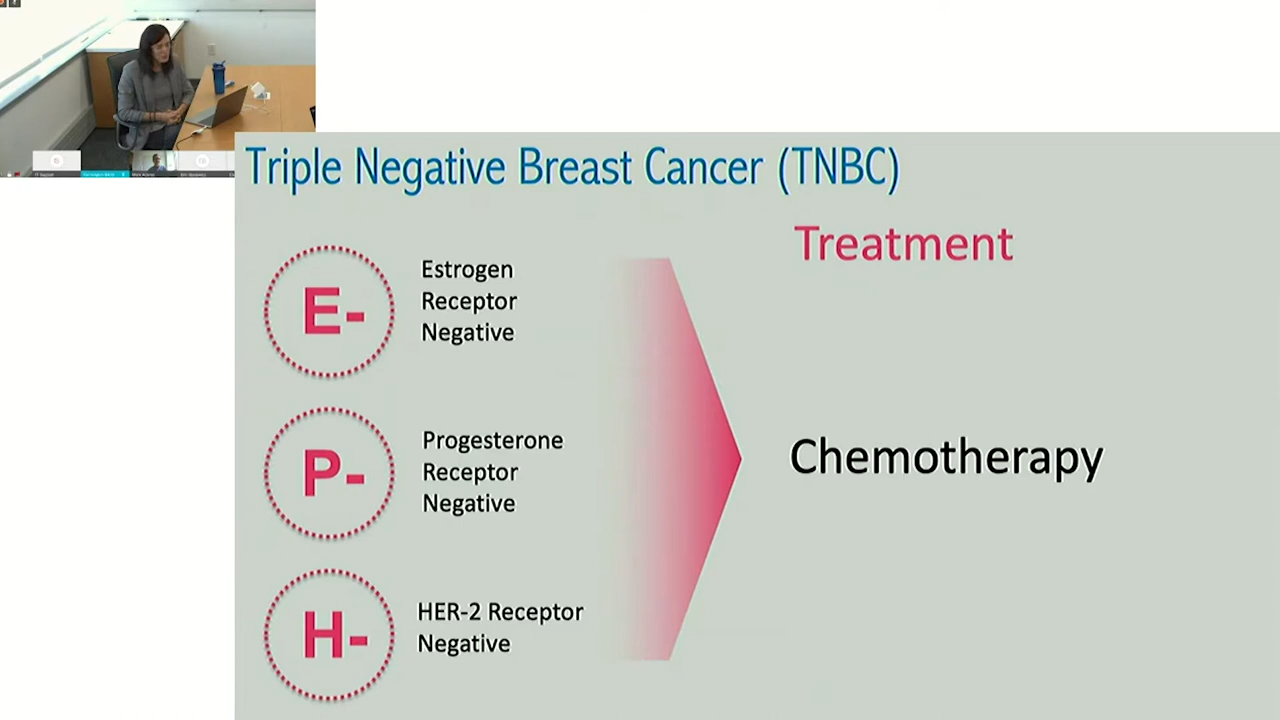 Triple Negative Breast Cancer (TNBC)
Treatment
E-
Estrogen
Receptor
Negative
P-
Progesterone
Receptor
Negative
Chemotherapy
H-
HER-2 Receptor
Negative